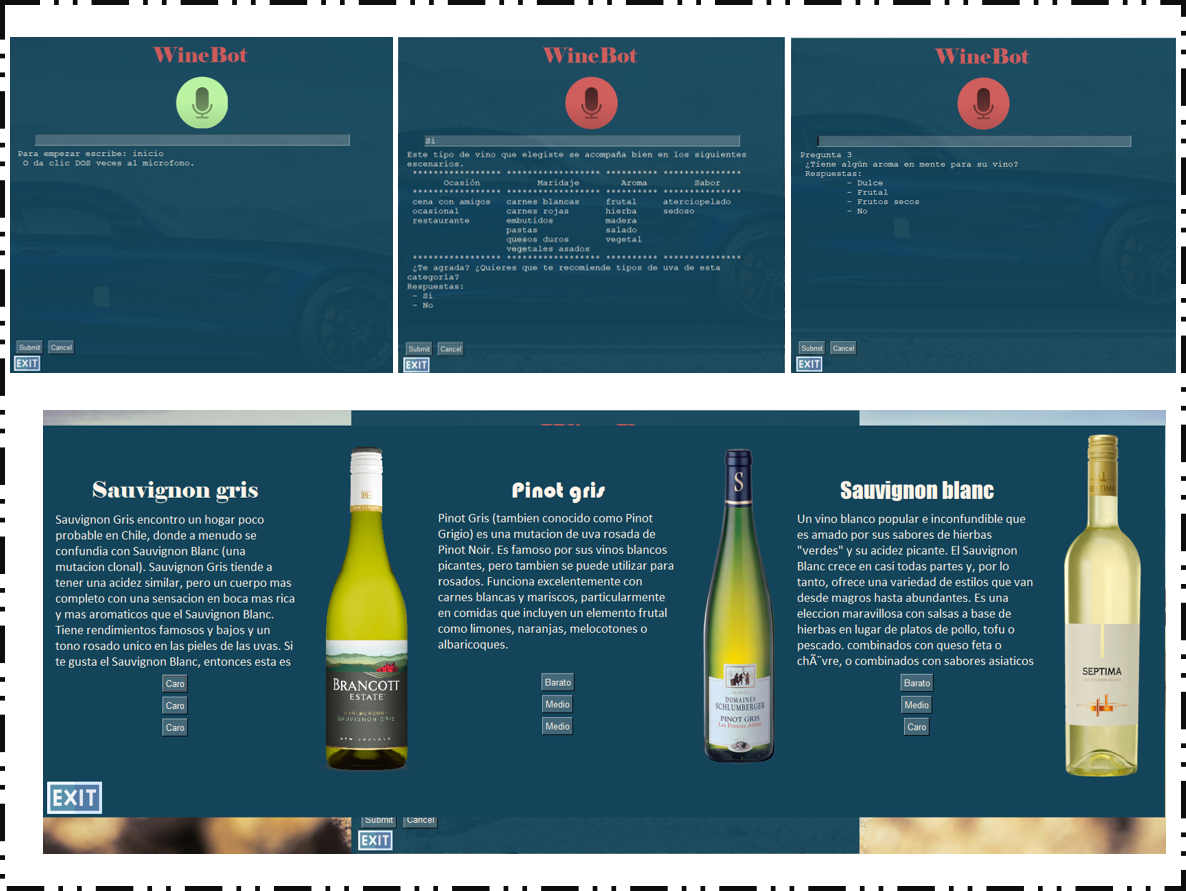 WineBot
Para empezar escribe: inicio
O da clic DOS veces al microfono.
Submit Cancel
EXIT
WineBot
Si
Este tipo de vino que elegiste se acompaña bien en los siguientes
escenarios.
***************** ****************** ********** ***************
Ocasión Maridaje Aroma Sabor
***************** ****************** ********** ***************
cena con amigos carnes blancas frutal aterciopelado
ocasional carnes rojas hierba sedoso
restaurante embutidos madera
pastas salado
quesos duros vegetal
vegetales asados
***************** ****************** ********** ***************
¿Te agrada? ¿Quieres que te recomiende tipos de uva de esta
categoria?
Respuestas:
- Si
- No
Submit Cancel
EXIT
WineBot
Pregunta 3
¿Tiene algún aroma en mente para su vino?
Respuestas:
- Dulce
- Frutal
- Frutos secos
- No
Submit Cancel
EXIT
Sauvignon gris
Sauvignon Gris encontro un hogar poco
probable en Chile, donde a menudo se
confundia con Sauvignon Blanc (una
mutacion clonal). Sauvignon Gris tiende a
tener una acidez similar, pero un cuerpo mas
completo con una sensacion en boca mas rica
y mas aromaticos que el Sauvignon Blanc.
Tiene rendimientos famosos y bajos y un
tono rosado unico en las pieles de las uvas. Si
te gusta el Sauvignon Blanc, entonces esta es
Caro
Caro
Caro
BRANCOTT
ESTATE
SAUVIGNON GRIS
NEW ZEALAND
Pinot gris
Pinot Gris (tambien conocido como Pinot
Grigio) es una mutacion de uva rosada de
Pinot Noir. Es famoso por sus vinos blancos
picantes, pero tambien se puede utilizar para
rosados. Funciona excelentemente con
carnes blancas y mariscos, particularmente
en comidas que incluyen un elemento frutal
como limones, naranjas, melocotones o
albaricoques.
Barato
Medio
Medio
S
DOMAINES
SCHLUMBERGER
PINOT GRIS
Les Princes Abbés
Sauvignon blanc
Un vino blanco popular e inconfundible que
es amado por sus sabores de hierbas
"verdes" y su acidez picante. El Sauvignon
Blanc crece en casi todas partes y, por lo
tanto, ofrece una variedad de estilos que van
desde magros hasta abundantes. Es una
eleccion maravillosa con salsas a base de
hierbas en lugar de platos de pollo, tofu o
pescado. combinados con queso feta o
chÃ¨vre, o combinados con sabores asiaticos
Barato
Medio
Caro
SEPTIMA
SEPTIMA
EXIT
Submit Cancel
EXIT